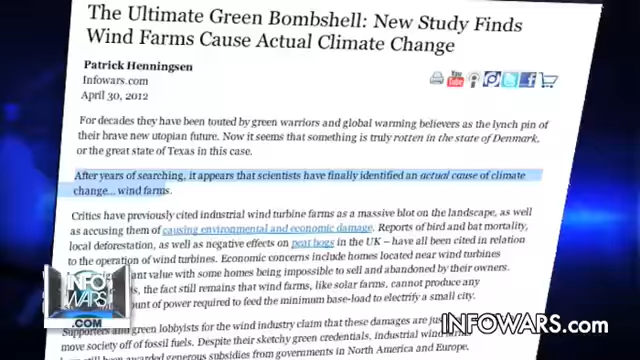 The Ultimate Green Bombshell: New Study Finds
Wind Farms Cause Actual Climate Change
Patrick Henningsen
Infowars.com
April 30, 2012
You
Tube
For decades they have been touted by green warriors and global warming believers as the lynch pin of
their brave new utopian future. Now it seems that something is truly rotten in the state of Denmark,
or the great state of Texas in this case.
After years of searching, it appears that scientists have finally identified an actual cause of climate
change... wind farms.
Critics have previously cited industrial wind turbine farms as a massive blot on the landscape, as well
as accusing them of causing environmental and economic damage. Reports of bird and bat mortality,
local deforestation, as well as negative effects on peat bogs in the UK – have all been cited in relation
to the operation of wind turbines. Economic concerns include homes located near wind turbines
value with some homes being impossible to sell and abandoned by their owners.
the fact still remains that wind farms, like solar farms, cannot produce any
of power required to feed the minimum base-load to electrify a small city.
Supporters and green lobbyists for the wind industry claim that these damages are
move society off of fossil fuels. Despite their sketchy green credentials, industrial wind
awarded generous subsidies from governments in North America and Europe.
INFO
WARS
.COM
INFOWARS.com